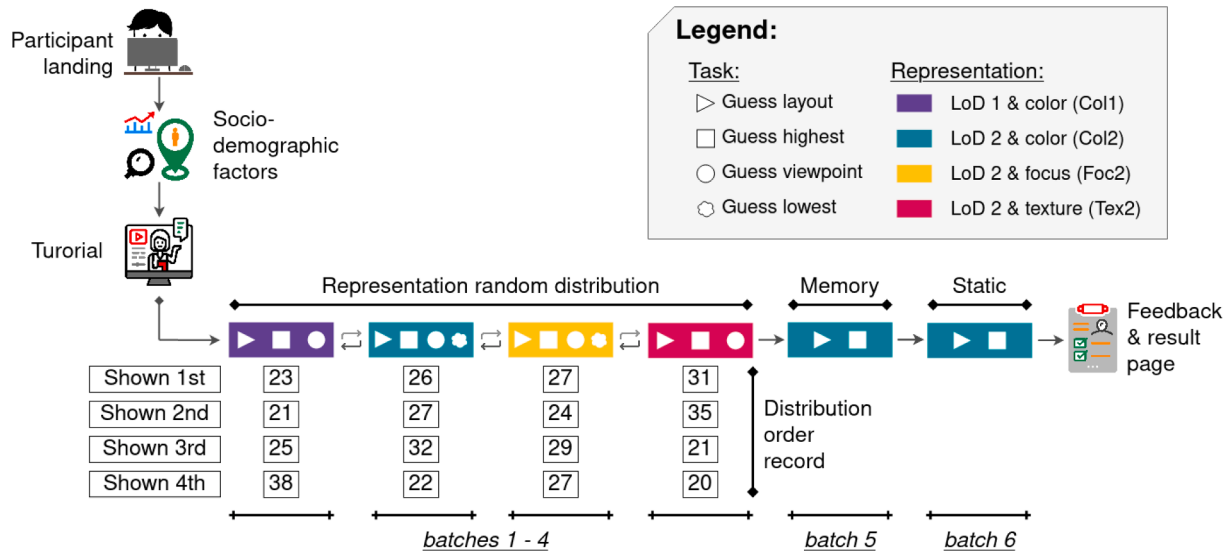 Participant
landing
Socio-
demographic
factors
Turorial
Legend:
Task:
Guess layout
Guess highest
Guess viewpoint
Guess lowest
Representation:
LoD 1 & color (Col1)
LoD 2 & color (Col2)
LoD 2 & focus (Foc2)
LoD 2 & texture (Tex2)
Representation random distribution
Memory
Static
Feedback
& result
page
Shown 1st 23 26 27 31
Shown 2nd 21 27 24 35
Shown 3rd 25 32 29 21
Shown 4th 38 22 27 20
Distribution
order
record
batches 1 - 4
batch 5
batch 6